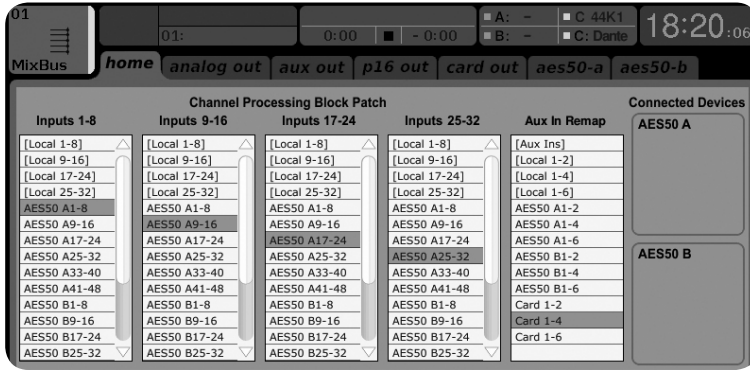 01
A: – C 44K1 18:20:06
01: 0:00 - 0:00 B: – C: Dante
MixBus home analog out aux out p16 out card out aes50-a aes50-b
Channel Processing Block Patch
Connected Devices
Inputs 1-8
[Local 1-8]
[Local 9-16]
[Local 17-24]
[Local 25-32]
AES50 A1-8
AES50 A9-16
AES50 A17-24
AES50 A25-32
AES50 A33-40
AES50 A41-48
AES50 B1-8
AES50 B9-16
AES50 B17-24
AES50 B25-32
Inputs 9-16
[Local 1-8]
[Local 9-16]
[Local 17-24]
[Local 25-32]
AES50 A1-8
AES50 A9-16
AES50 A17-24
AES50 A25-32
AES50 A33-40
AES50 A41-48
AES50 B1-8
AES50 B9-16
AES50 B17-24
AES50 B25-32
Inputs 17-24
[Local 1-8]
[Local 9-16]
[Local 17-24]
[Local 25-32]
AES50 A1-8
AES50 A9-16
AES50 A17-24
AES50 A25-32
AES50 A33-40
AES50 A41-48
AES50 B1-8
AES50 B9-16
AES50 B17-24
AES50 B25-32
Inputs 25-32
[Local 1-8]
[Local 9-16]
[Local 17-24]
[Local 25-32]
AES50 A1-8
AES50 A9-16
AES50 A17-24
AES50 A25-32
AES50 A33-40
AES50 A41-48
AES50 B1-8
AES50 B9-16
AES50 B17-24
AES50 B25-32
Aux In Remap
[Aux Ins]
[Local 1-2]
[Local 1-4]
[Local 1-6]
AES50 A1-2
AES50 A1-4
AES50 A1-6
AES50 B1-2
AES50 B1-4
AES50 B1-6
Card 1-2
Card 1-4
Card 1-6
AES50 A
AES50 B